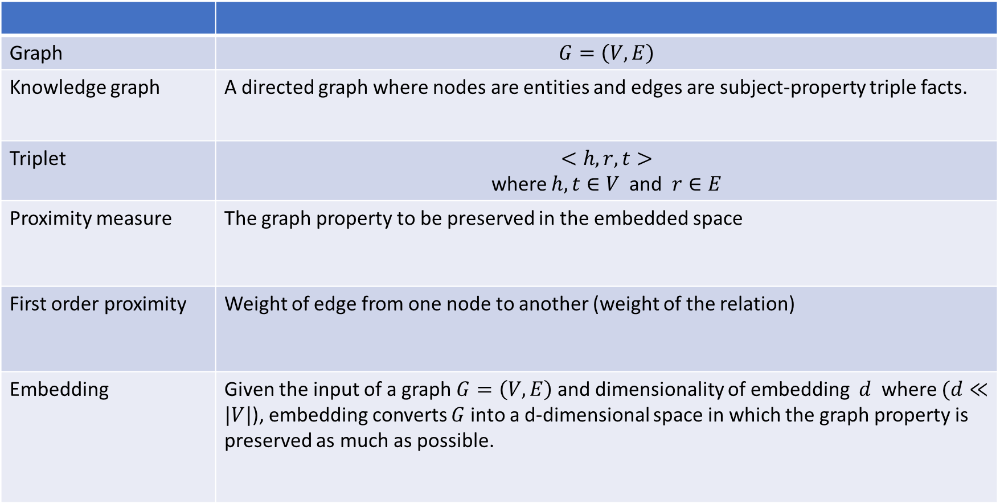 Graph
G = (V, E)
Knowledge graph
A directed graph where nodes are entities and edges are subject-property triple facts.
Triplet
< h, r, t >
where h, t ∈ V and r ∈ E
Proximity measure
The graph property to be preserved in the embedded space
First order proximity
Weight of edge from one node to another (weight of the relation)
Embedding
Given the input of a graph G = (V, E) and dimensionality of embedding d where (d ≪
|V|), embedding converts G into a d-dimensional space in which the graph property is
preserved as much as possible.